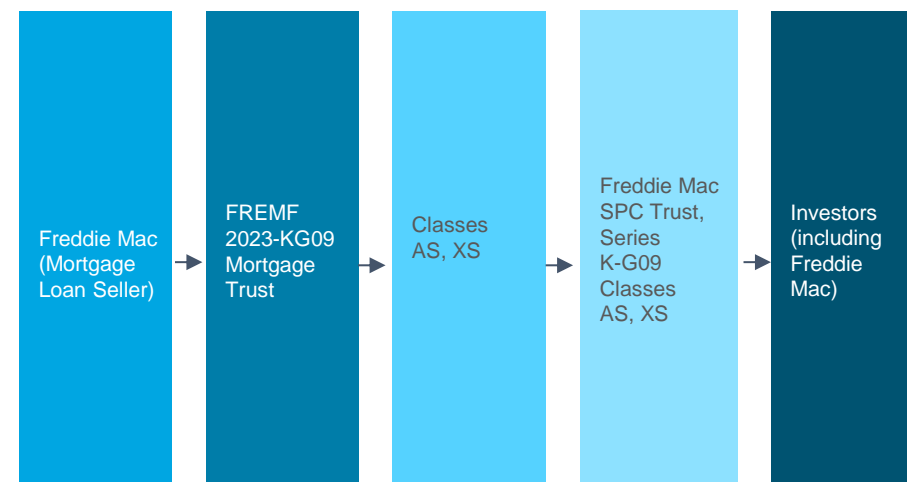 Freddie Mac
(Mortgage
Loan Seller)
FREMF
2023-KG09
Mortgage
Trust
Classes
AS, XS
Freddie Mac
SPC Trust,
Series
K-G09
Classes
AS, XS
Investors
(including
Freddie
Mac)